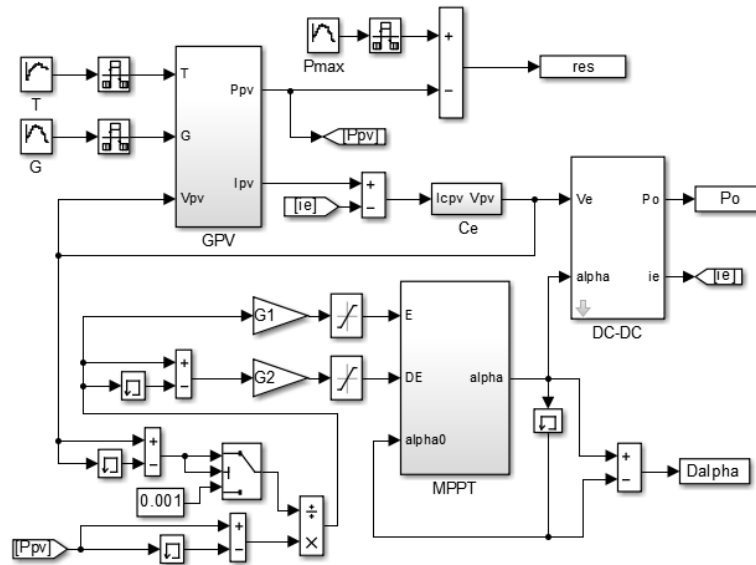 Pmax
+
−
res
T
T
G
G
Vpv
Ppv
Ipv
GPV
[Ppv]
[ie]
+
−
Icpv Vpv
Ce
Ve
alpha
Po
ie
DC-DC
Po
[ie]
G1
+
−
G2
E
DE
alpha0
alpha
MPPT
+
−
0.001
÷
×
[Ppv]
+
−
+
−
Dalpha